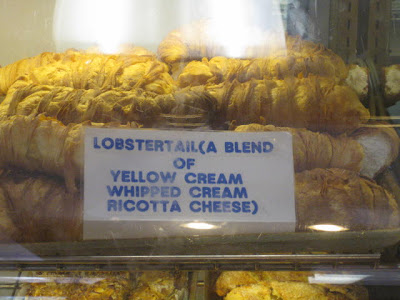 LOBSTERTAIL(A BLEND
OF
YELLOW CREAM
WHIPPED CREAM
RICOTTA CHEESE)